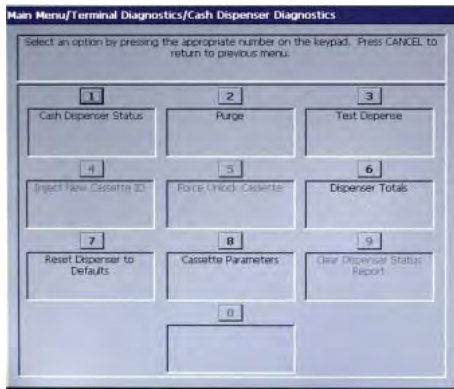 Main Menu/Terminal Diagnostics/Cash Dispenser Diagnostics
Select an option by pressing the appropriate number on the keypad. Press CANCEL to
return to previous menu.
1
2
3
Cash Dispenser Status
Purge
Test Dispense
4
5
6
Inject New Cassette ID
Force Unlock Cassette
Dispenser Totals
7
8
9
Reset Dispenser to
Defaults
Cassette Parameters
Clear Dispenser Status
Report
0